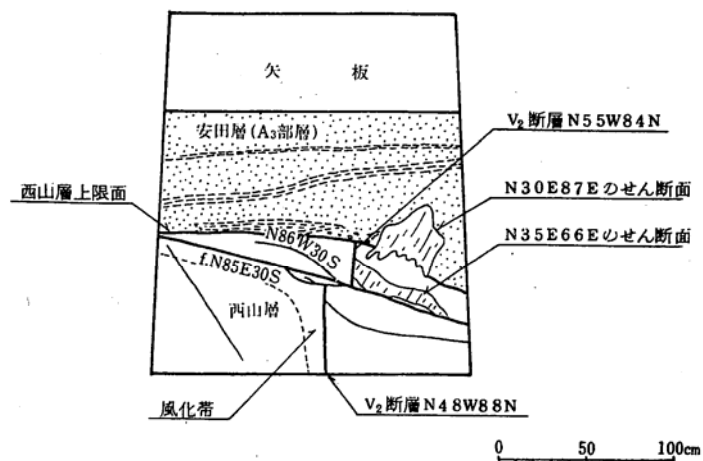 矢板
安田層(A₃部層)
V₂断層N55W84N
西山層上限面
N30E87Eのせん断面
N86W30S
N35E66Eのせん断面
f.N85E30S
西山層
風化帯
V₂断層N48W88N
0 50 100cm